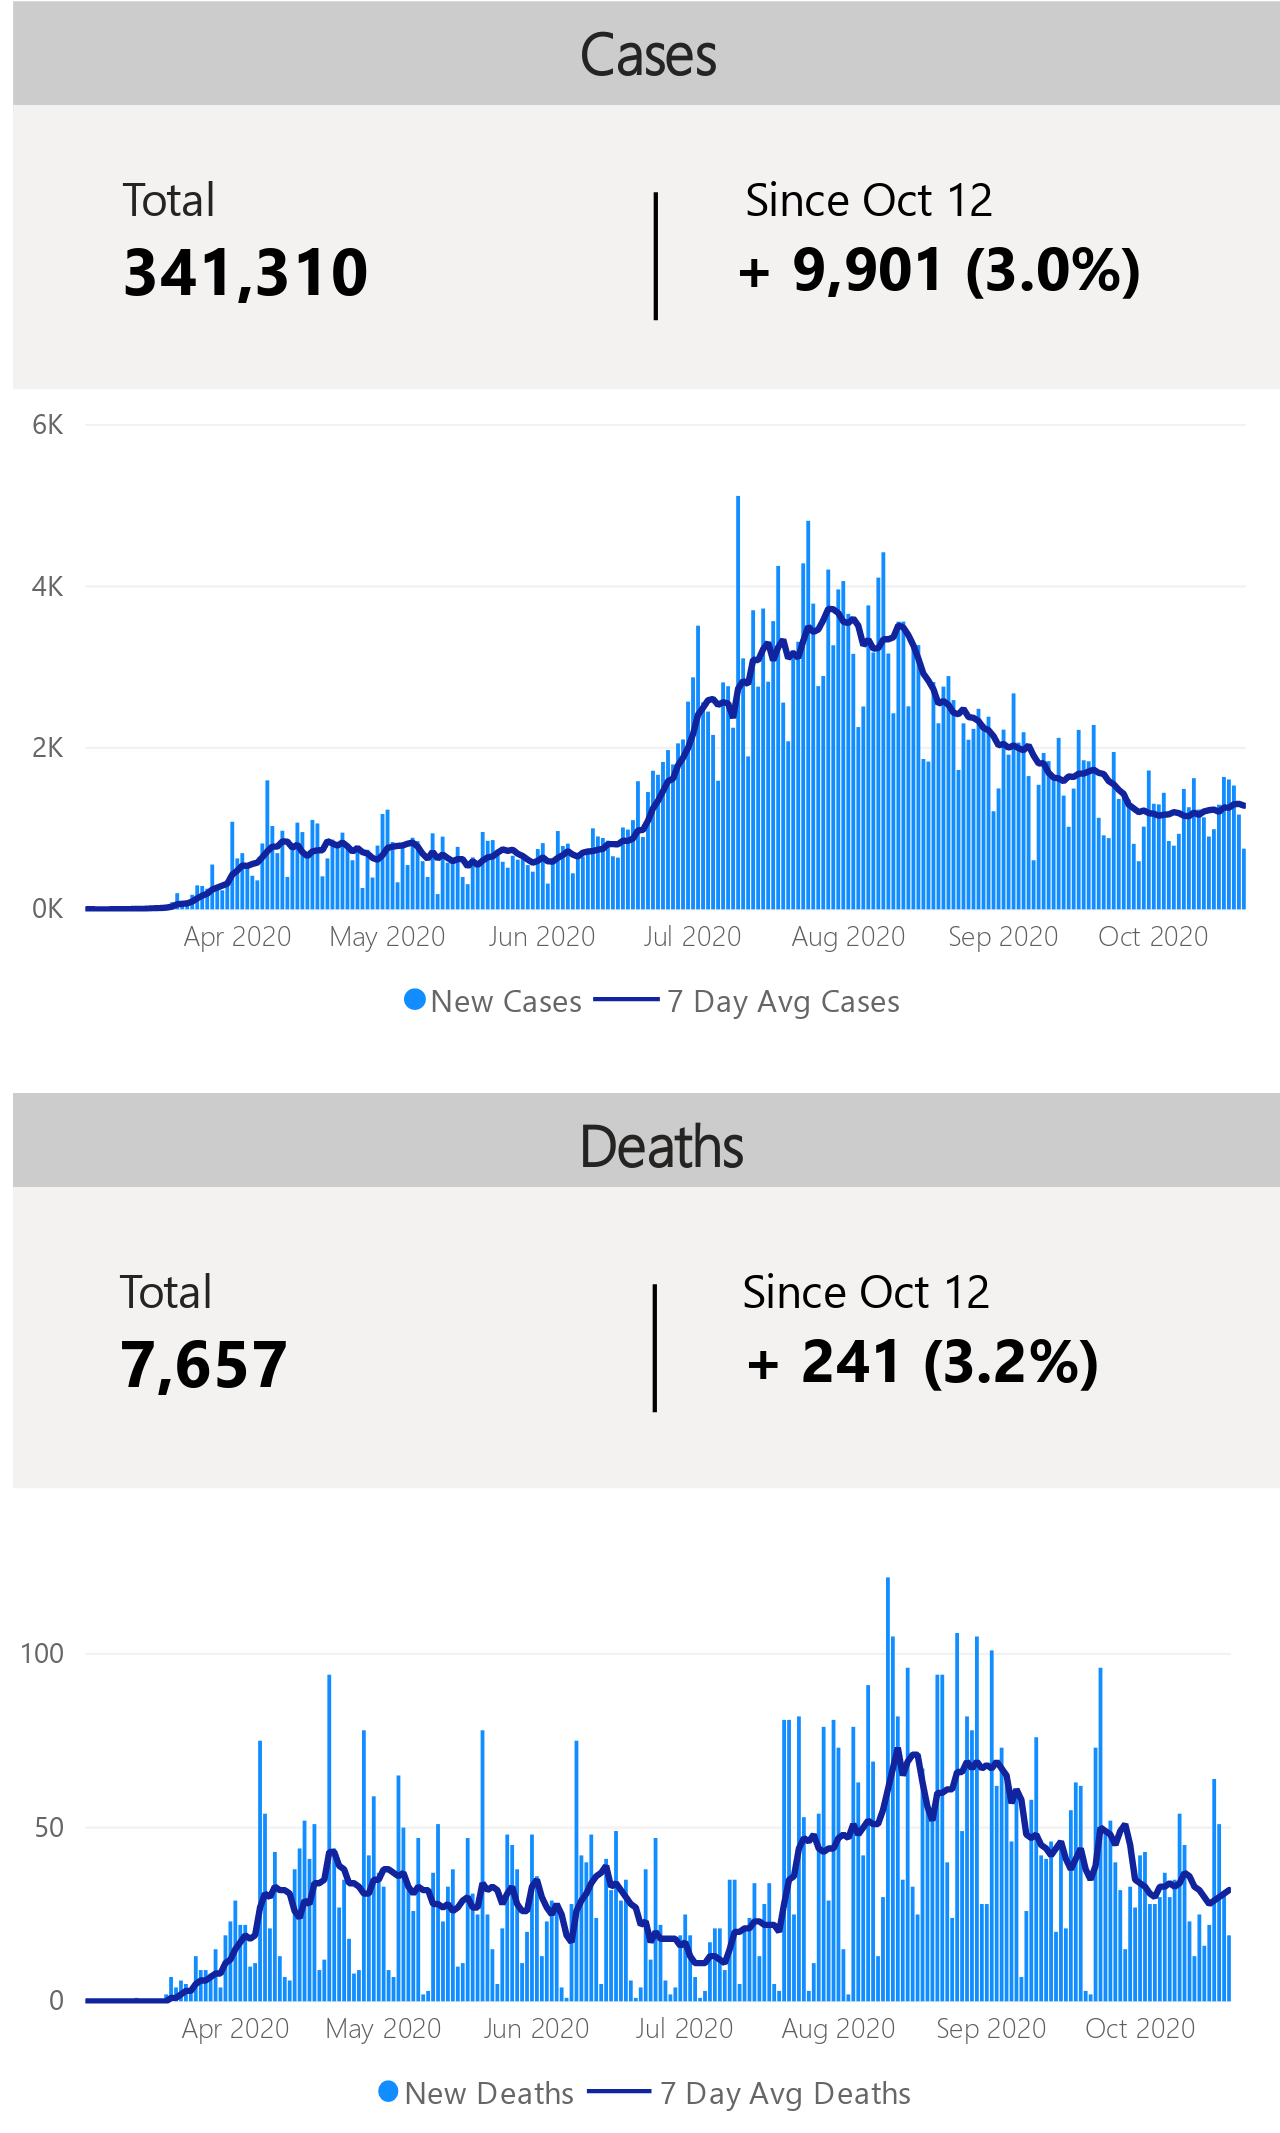 Cases
Total
Since Oct 12
341,310
+ 9,901 (3.0%)
6K
4K
2K
0K
Apr 2020 May 2020 Jun 2020 Jul 2020 Aug 2020 Sep 2020 Oct 2020
New Cases 7 Day Avg Cases
Deaths
Total
Since Oct 12
7,657
+ 241 (3.2%)
100
50
0
Apr 2020 May 2020 Jun 2020 Jul 2020 Aug 2020 Sep 2020 Oct 2020
New Deaths 7 Day Avg Deaths